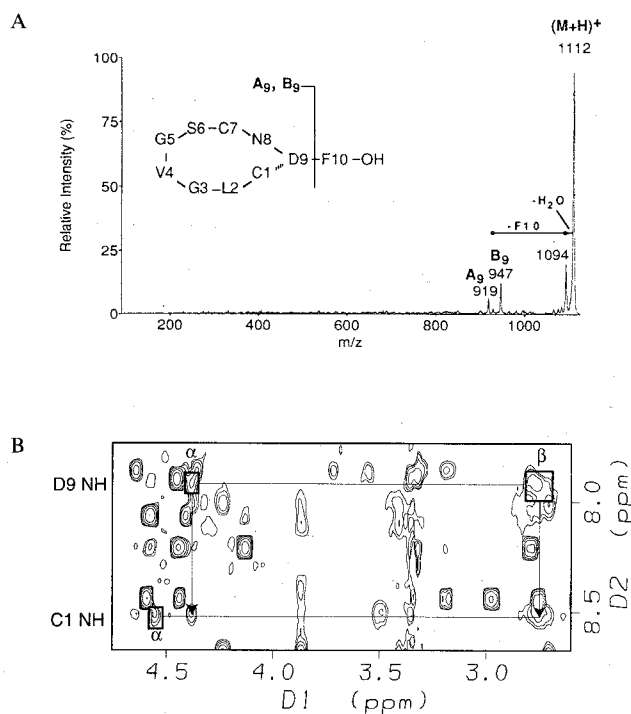 A
(M+H)⁺
1112
100
A₉, B₉
75
S6–C7
G5
N8
50
D9–F10–OH
V4
C1
G3–L2
-H₂O
-F10
25
B₉
1094
A₉ 947
919
0
200
400
600
800
1000
m/z
Relative Intensity (%)
B
α
β
D9 NH
8.0
C1 NH
α
8.5
4.5
4.0
3.5
3.0
D1 (ppm)
D2 (ppm)